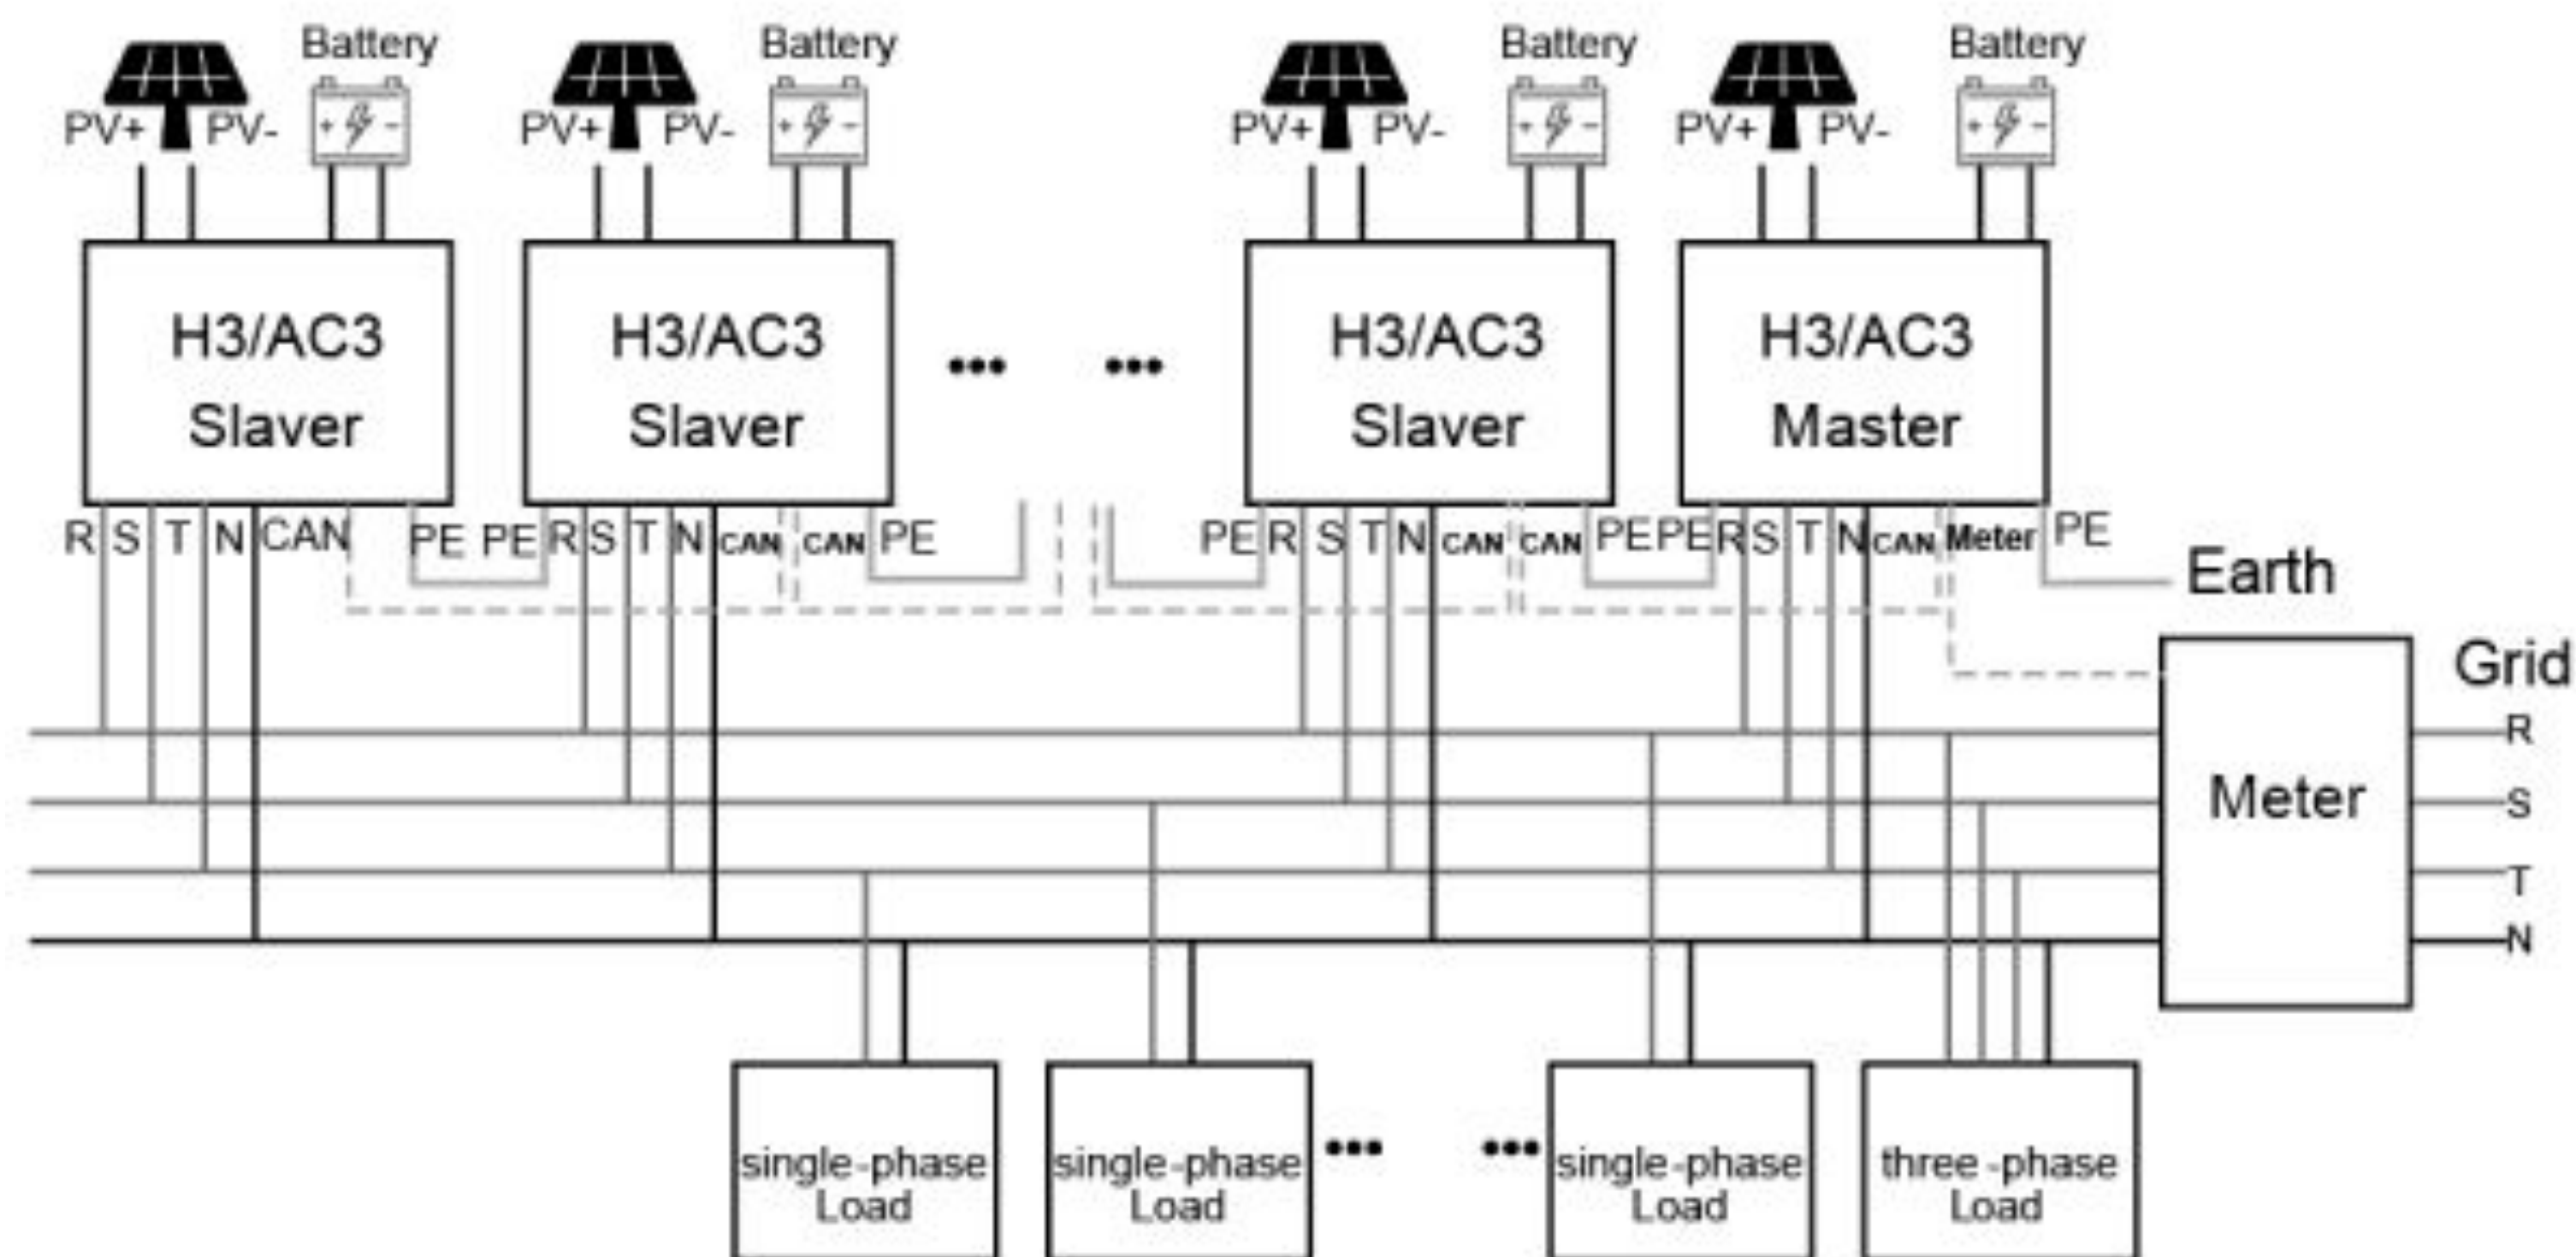 Battery Battery Battery Battery
PV+ PV- PV+ PV- PV+ PV- PV+ PV-
+ - + - + - + -
H3/AC3 H3/AC3 ••• ••• H3/AC3 H3/AC3
Slaver Slaver Slaver Master
R S T N CAN PE PE R S T N CAN CAN PE PE R S T N CAN CAN PE PE R S T N CAN Meter PE
Earth
Grid
R
Meter S
T
N
single-phase single-phase ••• ••• single-phase three-phase
Load Load Load Load